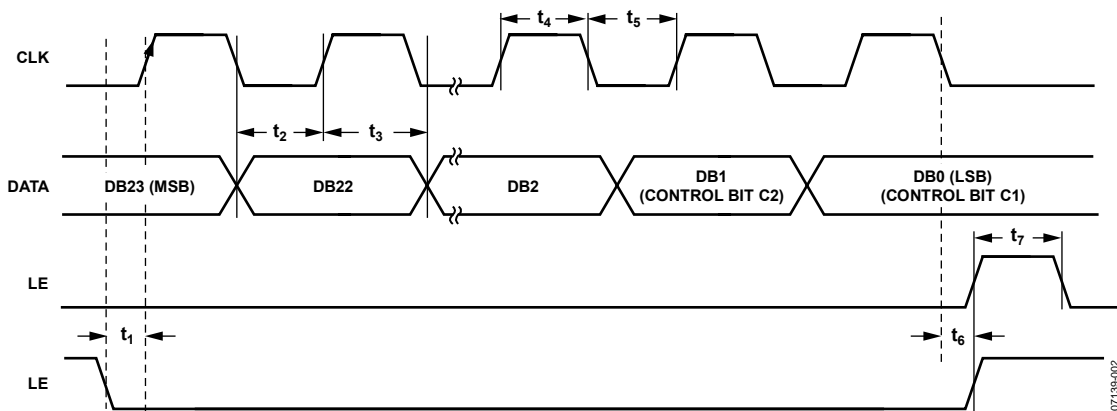 t4
t5
CLK
t2
t3
DATA
DB23 (MSB)
DB22
DB2
DB1
(CONTROL BIT C2)
DB0 (LSB)
(CONTROL BIT C1)
t7
LE
t1
t6
LE
07139-002